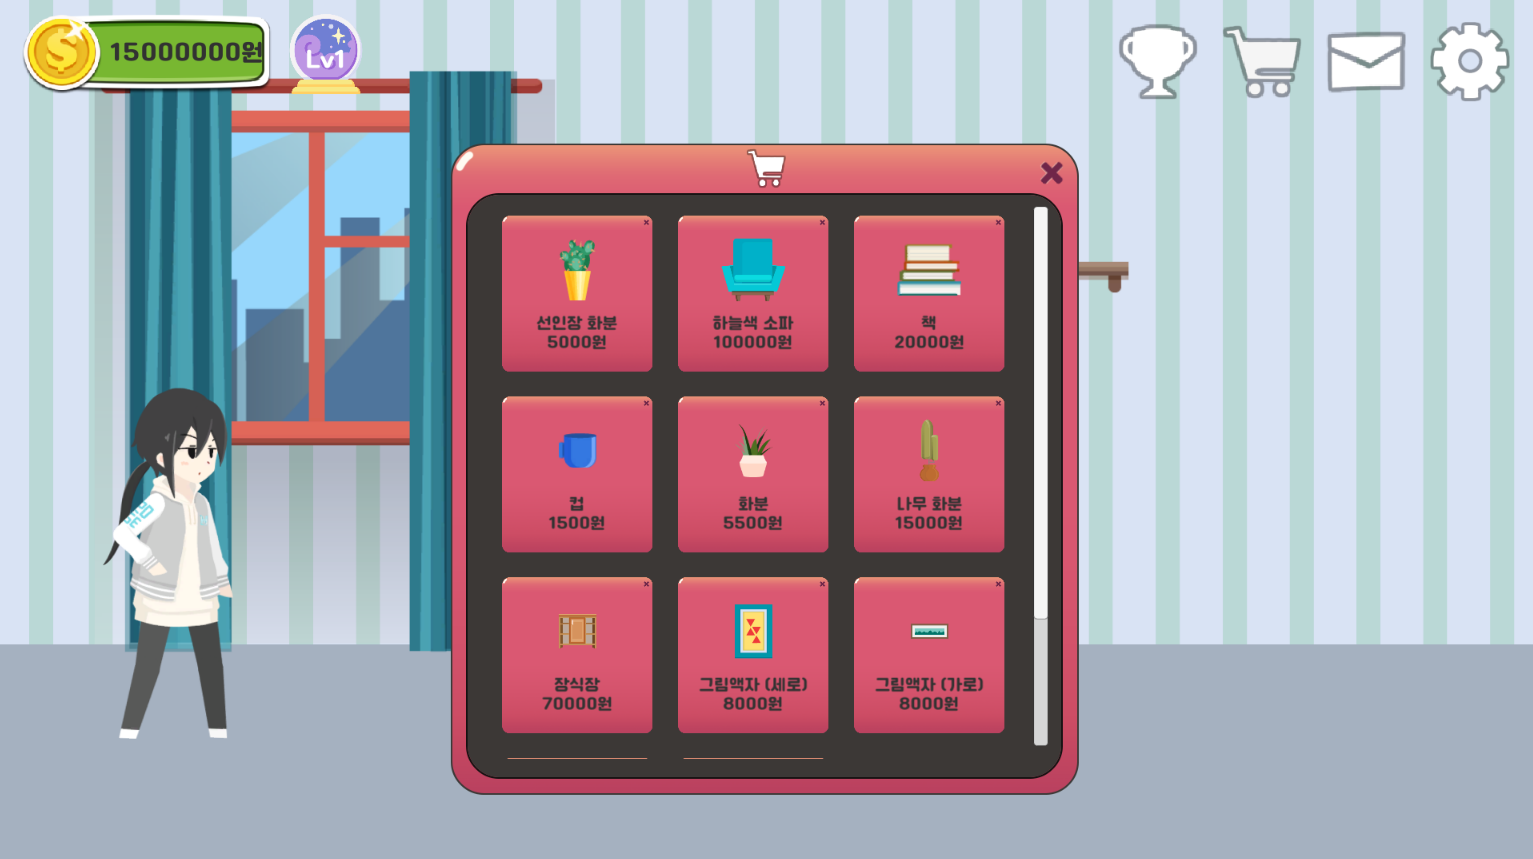 15000000원
Lv1
선인장 화분
5000원
하늘색 소파
100000원
책
20000원
컵
1500원
화분
5500원
나무 화분
15000원
장식장
70000원
그림액자 (세로)
8000원
그림액자 (가로)
8000원